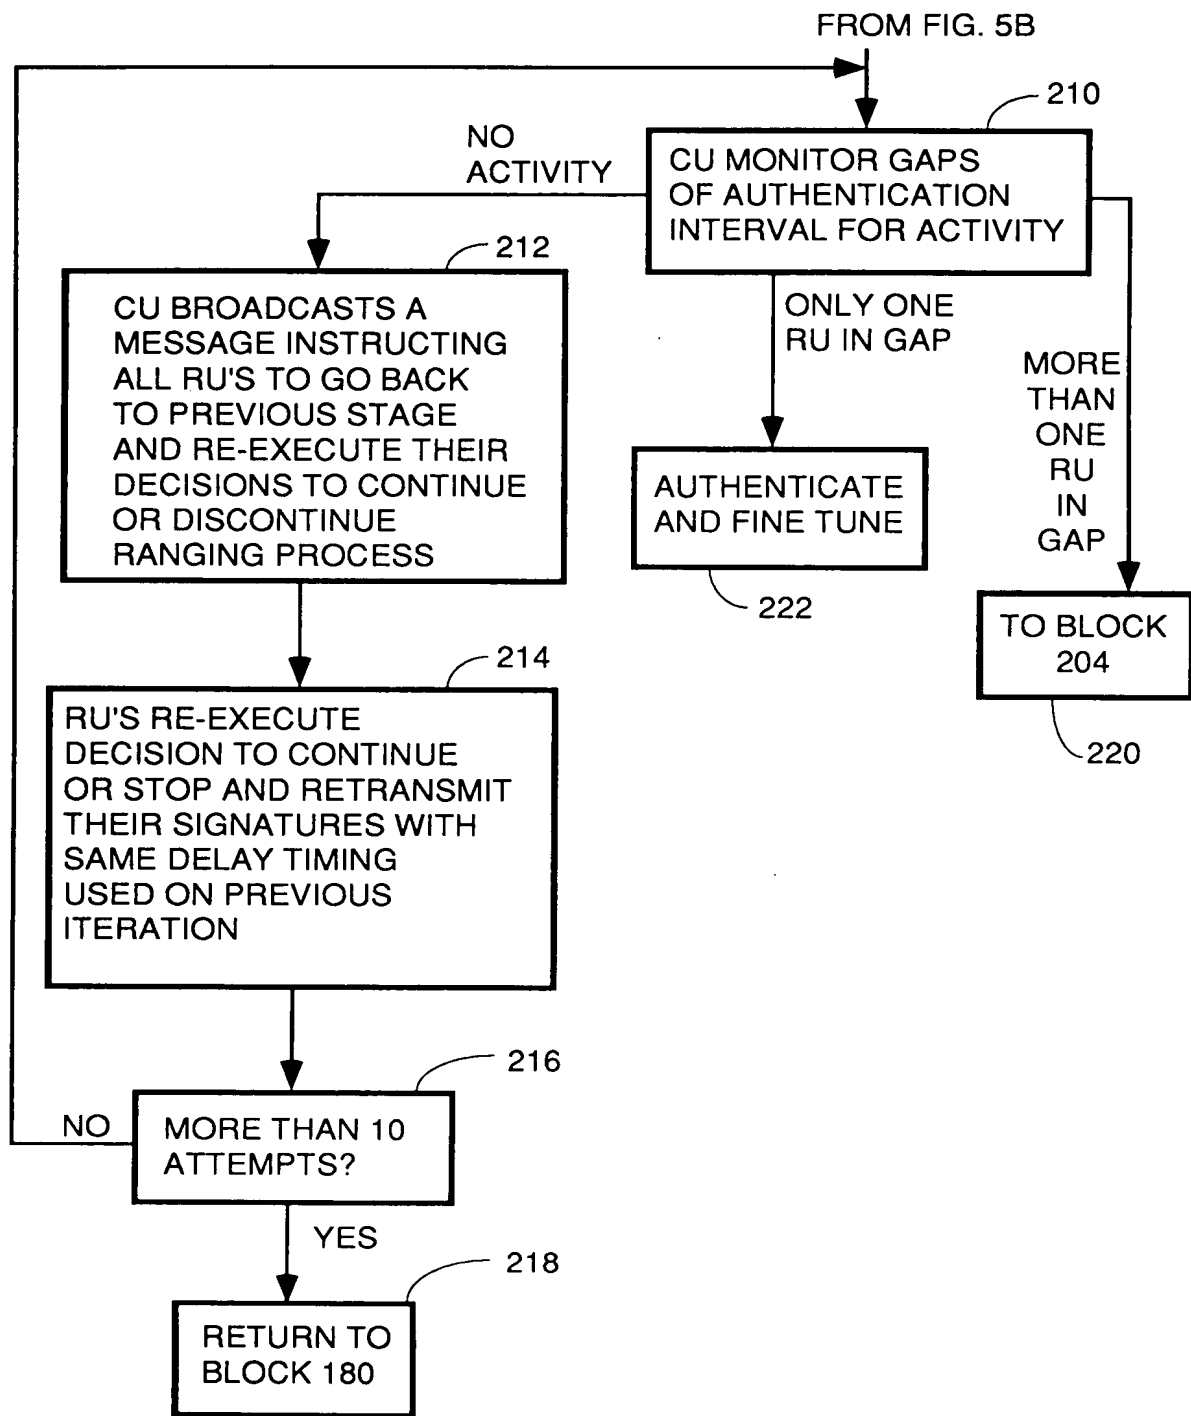 FROM FIG. 5B
210
CU MONITOR GAPS
OF AUTHENTICATION
INTERVAL FOR ACTIVITY
NO
ACTIVITY
212
CU BROADCASTS A
MESSAGE INSTRUCTING
ALL RU'S TO GO BACK
TO PREVIOUS STAGE
AND RE-EXECUTE THEIR
DECISIONS TO CONTINUE
OR DISCONTINUE
RANGING PROCESS
ONLY ONE
RU IN GAP
MORE
THAN
ONE
RU
IN
GAP
AUTHENTICATE
AND FINE TUNE
222
TO BLOCK
204
220
214
RU'S RE-EXECUTE
DECISION TO CONTINUE
OR STOP AND RETRANSMIT
THEIR SIGNATURES WITH
SAME DELAY TIMING
USED ON PREVIOUS
ITERATION
216
NO
MORE THAN 10
ATTEMPTS?
YES
218
RETURN TO
BLOCK 180